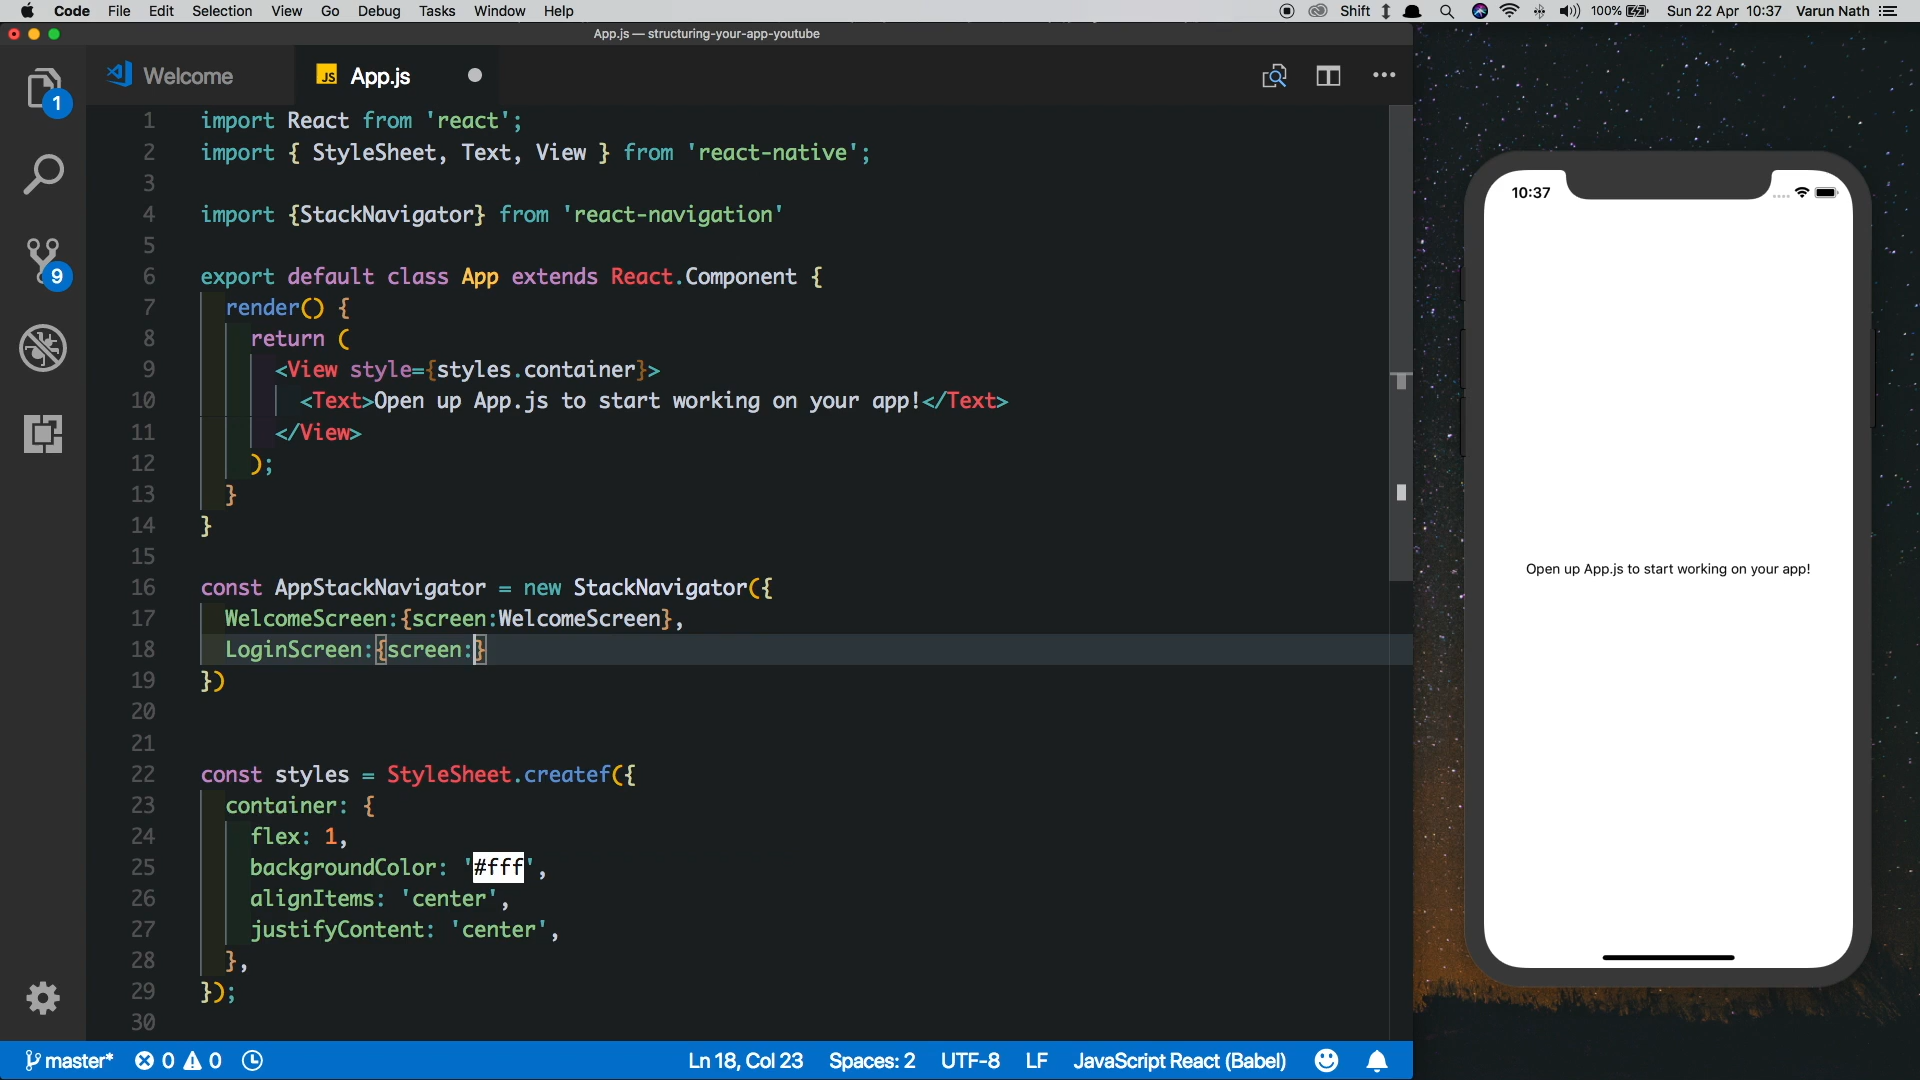 Code File Edit Selection View Go Debug Tasks Window Help Shift 100% Sun 22 Apr 10:37 Varun Nath
App.js — structuring-your-app-youtube
Welcome JS App.js
1
9
1 import React from 'react';
2 import { StyleSheet, Text, View } from 'react-native';
3
4 import {StackNavigator} from 'react-navigation'
5
6 export default class App extends React.Component {
7 render() {
8 return (
9 <View style={styles.container}>
10 <Text>Open up App.js to start working on your app!</Text>
11 </View>
12 );
13 }
14 }
15
16 const AppStackNavigator = new StackNavigator({
17 WelcomeScreen:{screen:WelcomeScreen},
18 LoginScreen:{screen:}
19 })
20
21
22 const styles = StyleSheet.createf({
23 container: {
24 flex: 1,
25 backgroundColor: '#fff',
26 alignItems: 'center',
27 justifyContent: 'center',
28 },
29 });
30
master* 0 0 Ln 18, Col 23 Spaces: 2 UTF-8 LF JavaScript React (Babel)
10:37
Open up App.js to start working on your app!